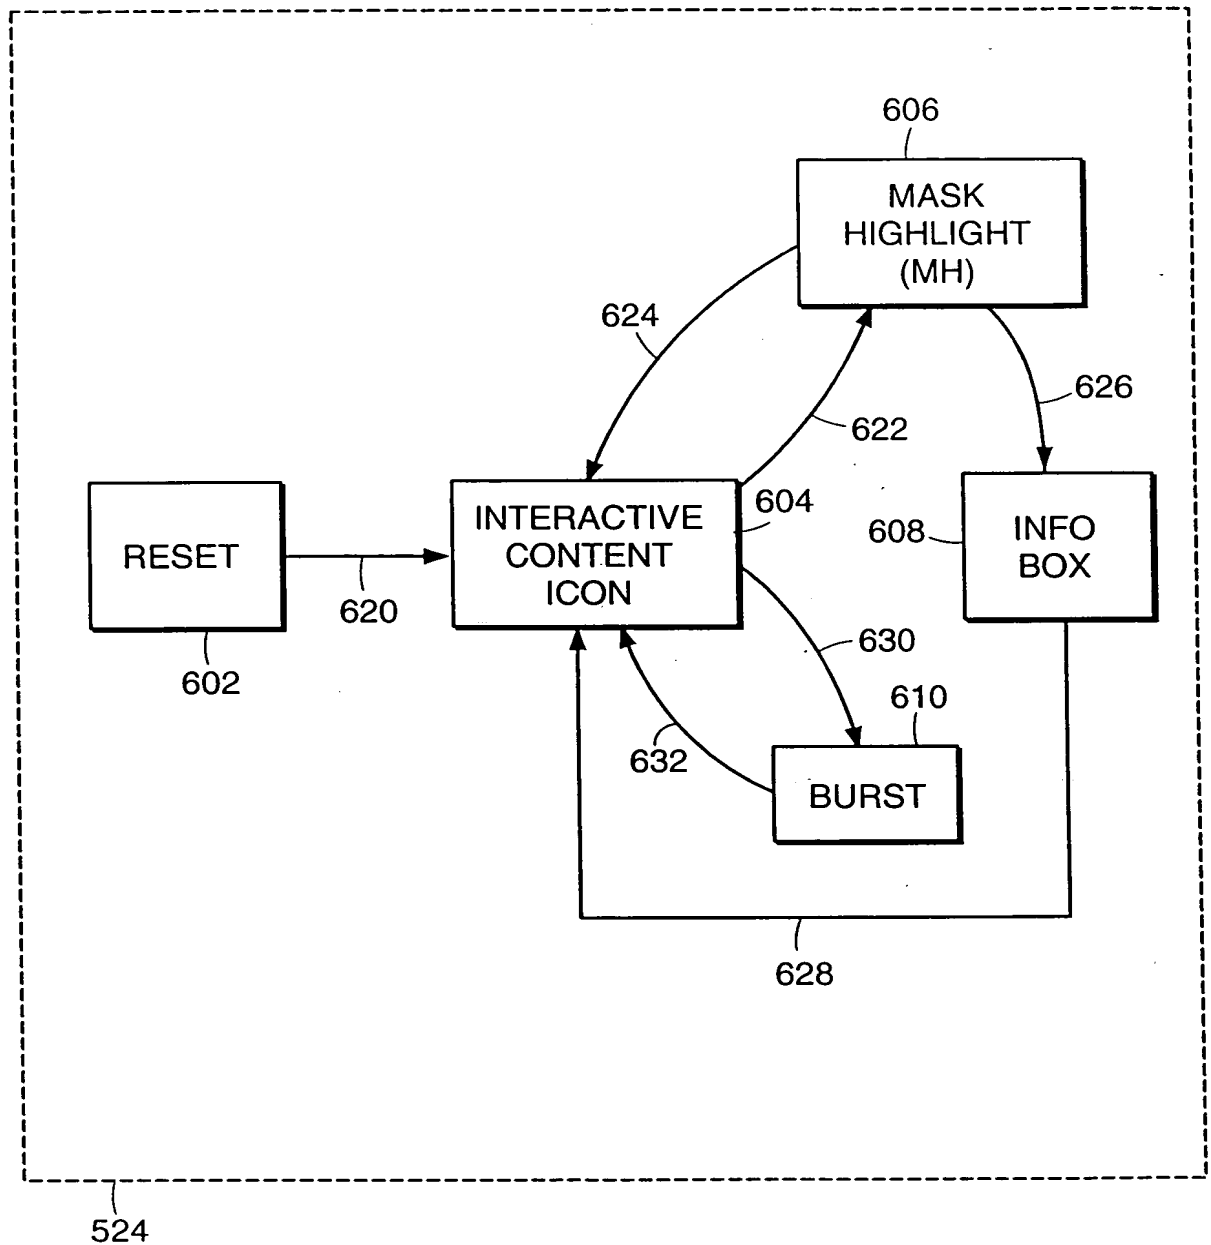 606
MASK
HIGHLIGHT
(MH)
624
626
622
604
INTERACTIVE
CONTENT
ICON
608
INFO
BOX
RESET
620
602
630
610
632
BURST
628
524